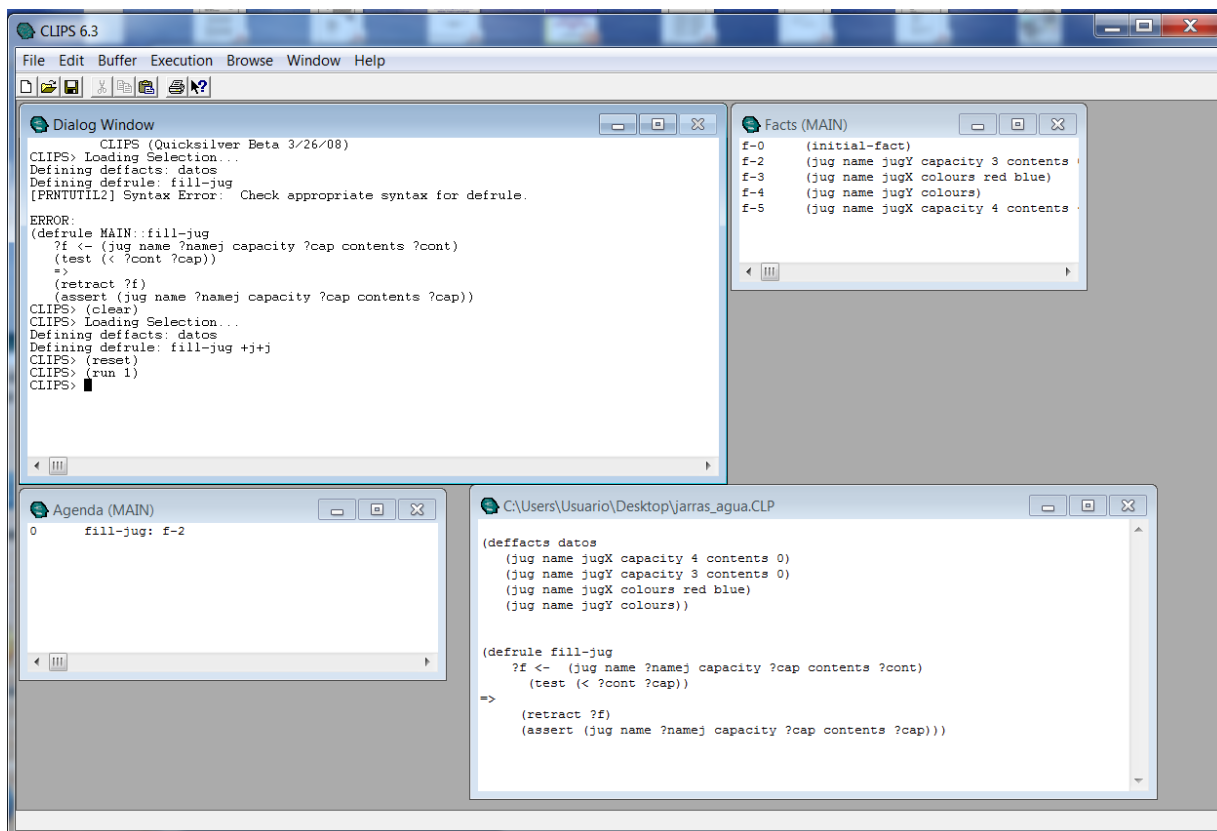 CLIPS 6.3
File Edit Buffer Execution Browse Window Help
Dialog Window
CLIPS (Quicksilver Beta 3/26/08)
CLIPS> Loading Selection...
Defining deffacts: datos
Defining defrule: fill-jug
[PRNTUTIL2] Syntax Error:  Check appropriate syntax for defrule.
ERROR:
(defrule MAIN::fill-jug
?f <- (jug name ?namej capacity ?cap contents ?cont)
(test (< ?cont ?cap))
=>
(retract ?f)
(assert (jug name ?namej capacity ?cap contents ?cap))
CLIPS> (clear)
CLIPS> Loading Selection...
Defining deffacts: datos
Defining defrule: fill-jug +j+j
CLIPS> (reset)
CLIPS> (run 1)
CLIPS>
Facts (MAIN)
f-0 (initial-fact)
f-2 (jug name jugY capacity 3 contents
f-3 (jug name jugX colours red blue)
f-4 (jug name jugY colours)
f-5 (jug name jugX capacity 4 contents
Agenda (MAIN)
0 fill-jug: f-2
C:\Users\Usuario\Desktop\jarras_agua.CLP
(deffacts datos
(jug name jugX capacity 4 contents 0)
(jug name jugY capacity 3 contents 0)
(jug name jugX colours red blue)
(jug name jugY colours))
(defrule fill-jug
?f <-  (jug name ?namej capacity ?cap contents ?cont)
(test (< ?cont ?cap))
=>
(retract ?f)
(assert (jug name ?namej capacity ?cap contents ?cap)))